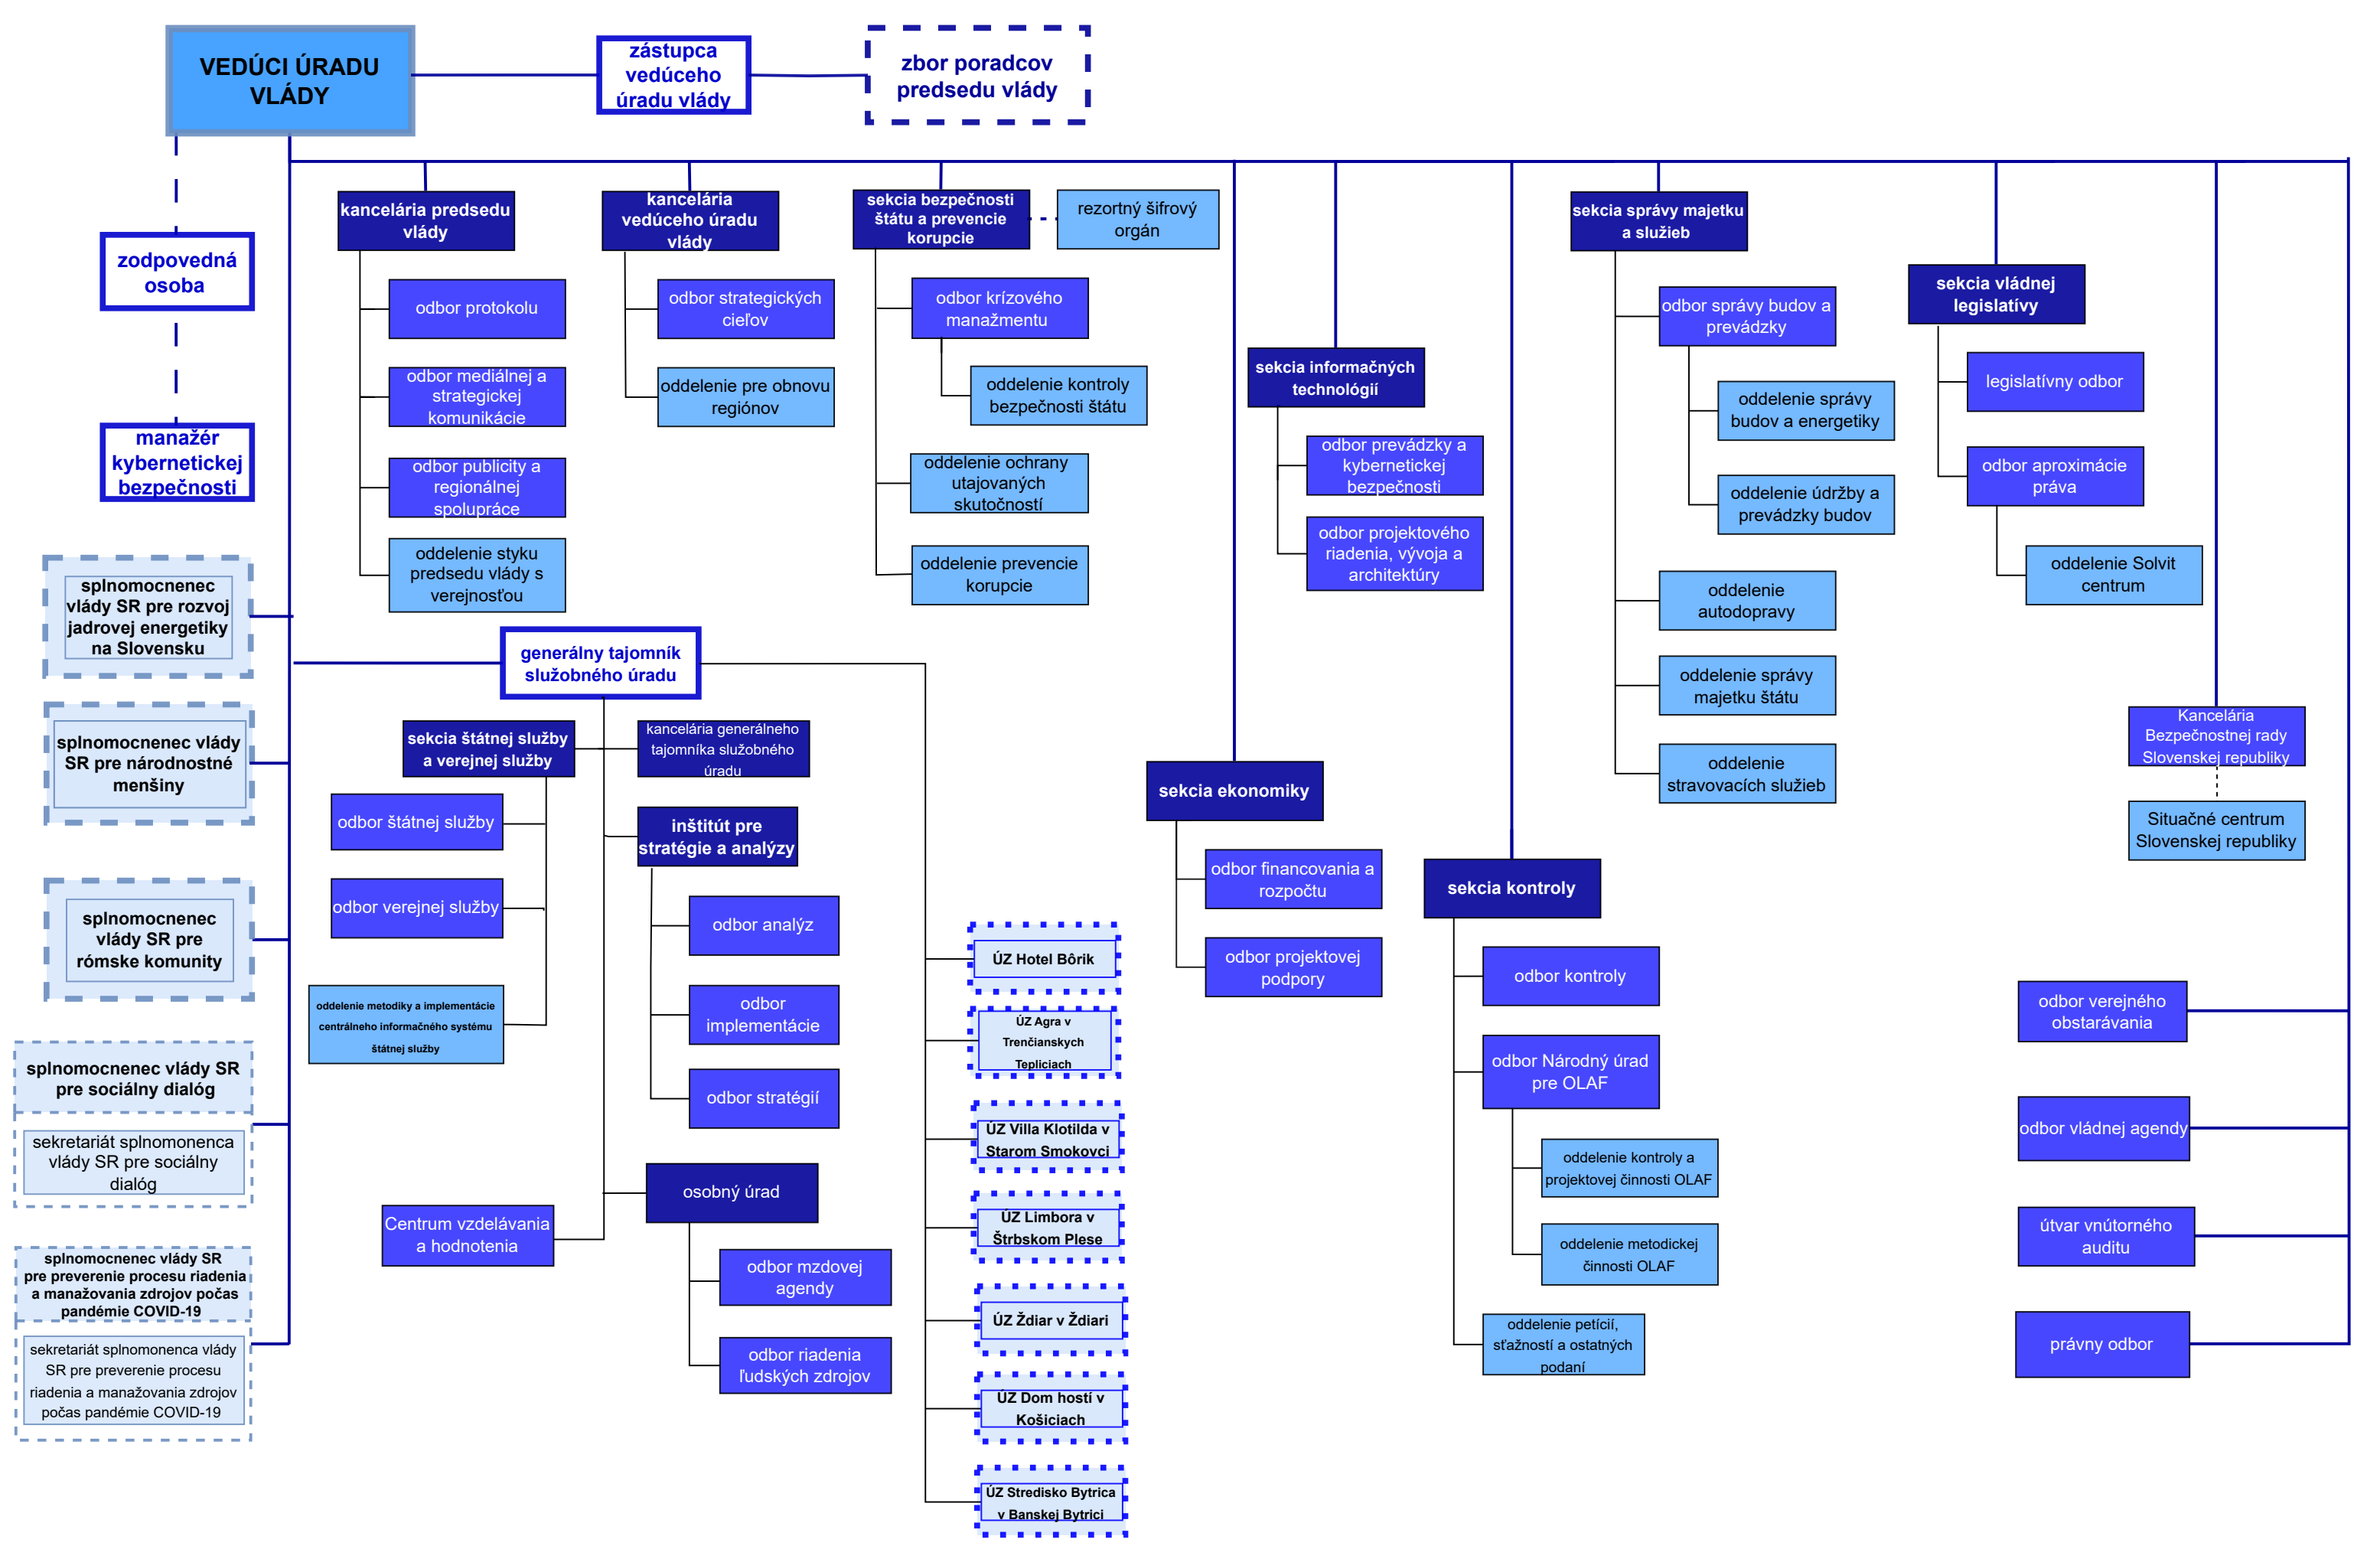 VEDÚCI ÚRADU
VLÁDY
zástupca
vedúceho
úradu vlády
zbor poradcov
predsedu vlády
zodpovedná
osoba
manažér
kybernetickej
bezpečnosti
kancelária predsedu
vlády
odbor protokolu
odbor mediálnej a
strategickej
komunikácie
odbor publicity a
regionálnej
spolupráce
oddelenie styku
predsedu vlády s
verejnosťou
kancelária
vedúceho úradu
vlády
odbor strategických
cieľov
oddelenie pre obnovu
regiónov
sekcia bezpečnosti
štátu a prevencie
korupcie
rezortný šifrový
orgán
odbor krízového
manažmentu
oddelenie kontroly
bezpečnosti štátu
oddelenie ochrany
utajovaných
skutočností
oddelenie prevencie
korupcie
sekcia informačných
technológií
odbor prevádzky a
kybernetickej
bezpečnosti
odbor projektového
riadenia, vývoja a
architektúry
sekcia správy majetku
a služieb
odbor správy budov a
prevádzky
oddelenie správy
budov a energetiky
oddelenie údržby a
prevádzky budov
oddelenie
autodopravy
oddelenie správy
majetku štátu
oddelenie
stravovacích služieb
sekcia vládnej
legislatívy
legislatívny odbor
odbor aproximácie
práva
oddelenie Solvit
centrum
Kancelária
Bezpečnostnej rady
Slovenskej republiky
Situačné centrum
Slovenskej republiky
splnomocnenec
vlády SR pre rozvoj
jadrovej energetiky
na Slovensku
splnomocnenec vlády
SR pre národnostné
menšiny
splnomocnenec
vlády SR pre
rómske komunity
splnomocnenec vlády SR
pre sociálny dialóg
sekretariát splnomonenca
vlády SR pre sociálny
dialóg
splnomocnenec vlády SR
pre preverenie procesu riadenia
a manažovania zdrojov počas
pandémie COVID-19
sekretariát splnomonenca vlády
SR pre preverenie procesu
riadenia a manažovania zdrojov
počas pandémie COVID-19
generálny tajomník
služobného úradu
sekcia štátnej služby
a verejnej služby
kancelária generálneho
tajomníka služobného
úradu
odbor štátnej služby
odbor verejnej služby
oddelenie metodiky a implementácie
centrálneho informačného systému
štátnej služby
inštitút pre
stratégie a analýzy
odbor analýz
odbor
implementácie
odbor stratégií
osobný úrad
Centrum vzdelávania
a hodnotenia
odbor mzdovej
agendy
odbor riadenia
ľudských zdrojov
ÚZ Hotel Bôrik
ÚZ Agra v
Trenčianskych
Tepliciach
ÚZ Villa Klotilda v
Starom Smokovci
ÚZ Limbora v
Štrbskom Plese
ÚZ Ždiar v Ždiari
ÚZ Dom hostí v
Košiciach
ÚZ Stredisko Bytrica
v Banskej Bytrici
sekcia ekonomiky
odbor financovania a
rozpočtu
odbor projektovej
podpory
sekcia kontroly
odbor kontroly
odbor Národný úrad
pre OLAF
oddelenie kontroly a
projektovej činnosti OLAF
oddelenie metodickej
činnosti OLAF
oddelenie petícií,
sťažností a ostatných
podaní
odbor verejného
obstarávania
odbor vládnej agendy
útvar vnútorného
auditu
právny odbor